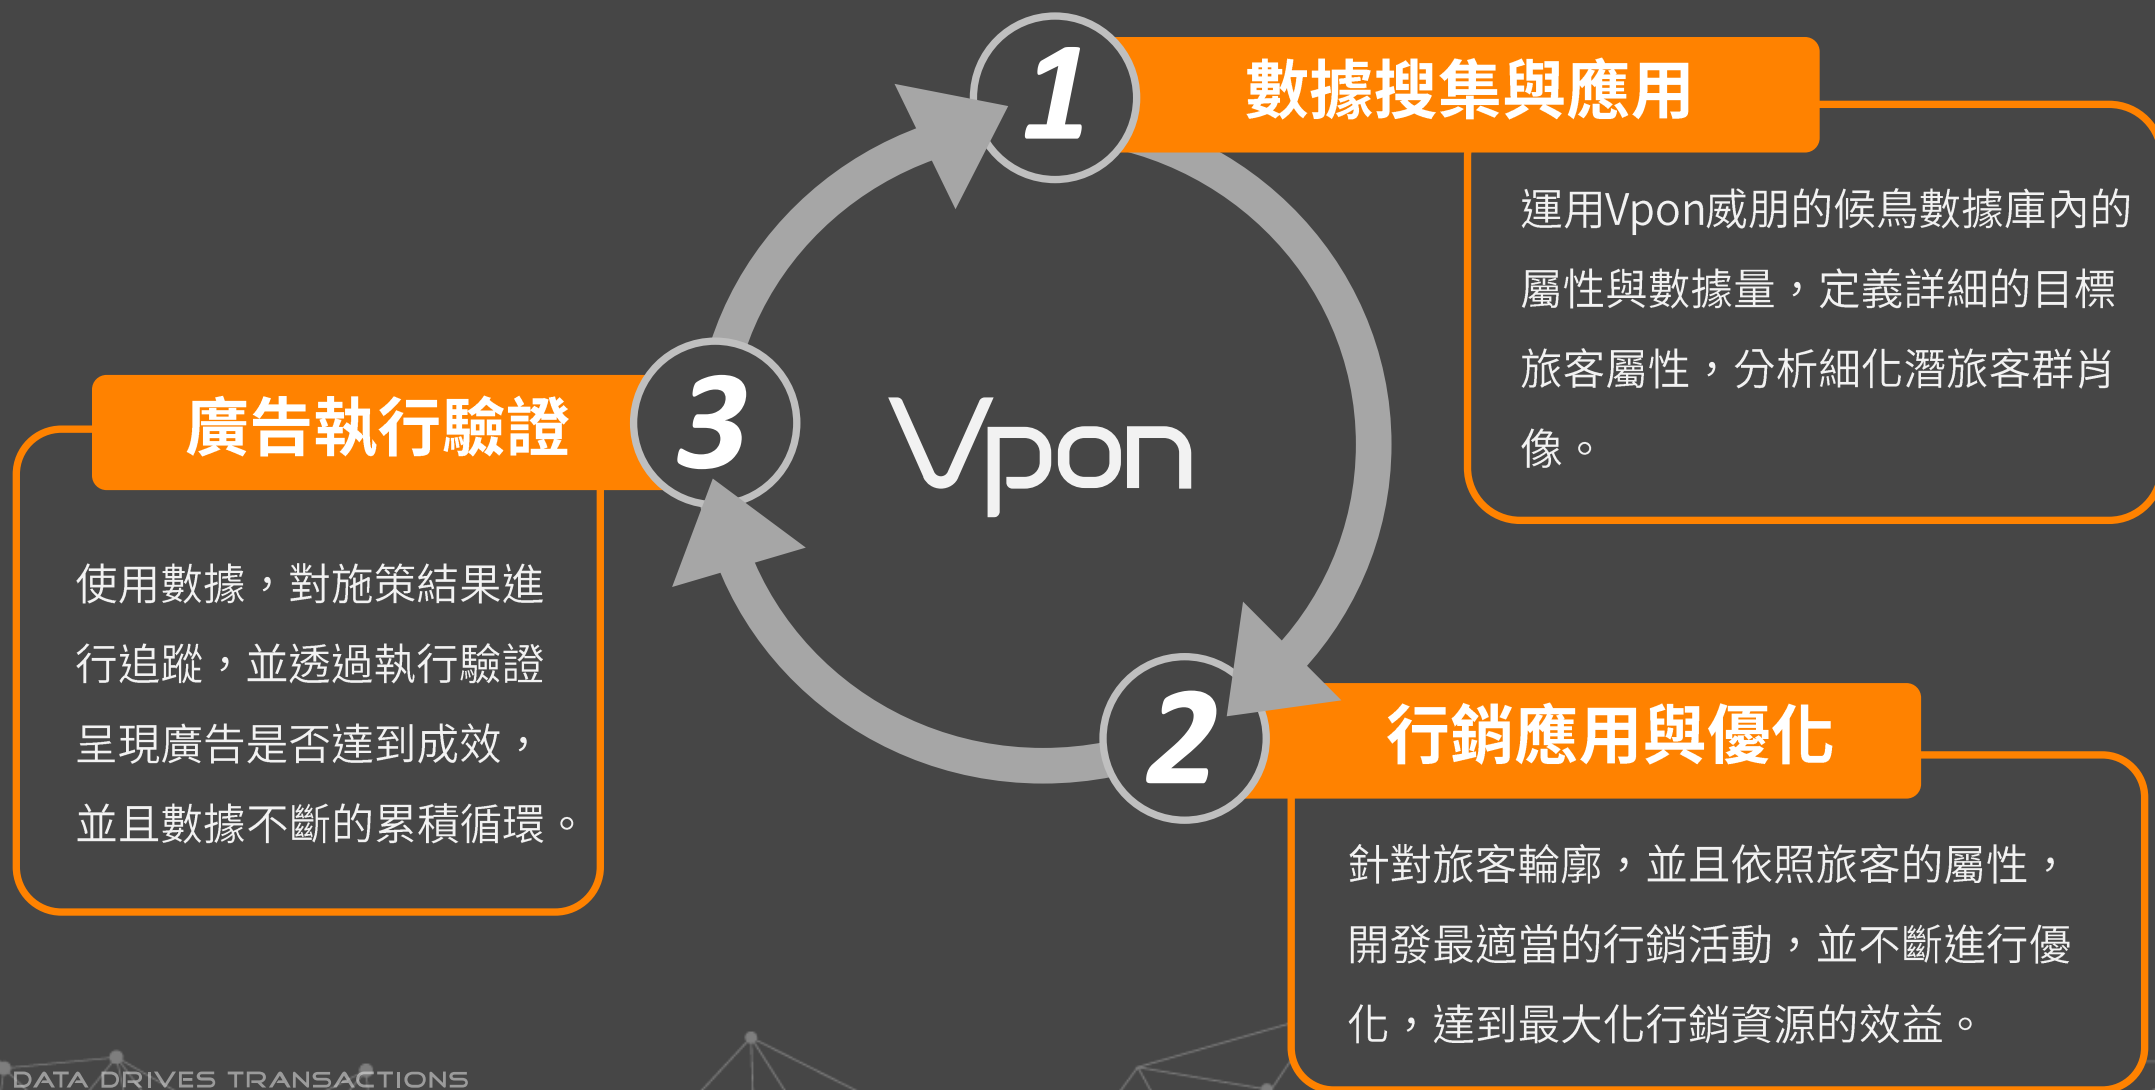 1
數據搜集與應用
運用Vpon威朋的候鳥數據庫內的
屬性與數據量，定義詳細的目標
旅客屬性，分析細化潛旅客群肖
像。
2
行銷應用與優化
針對旅客輪廓，並且依照旅客的屬性，
開發最適當的行銷活動，並不斷進行優
化，達到最大化行銷資源的效益。
3
廣告執行驗證
使用數據，對施策結果進
行追蹤，並透過執行驗證
呈現廣告是否達到成效，
並且數據不斷的累積循環。
Vpon
DATA DRIVES TRANSACTIONS